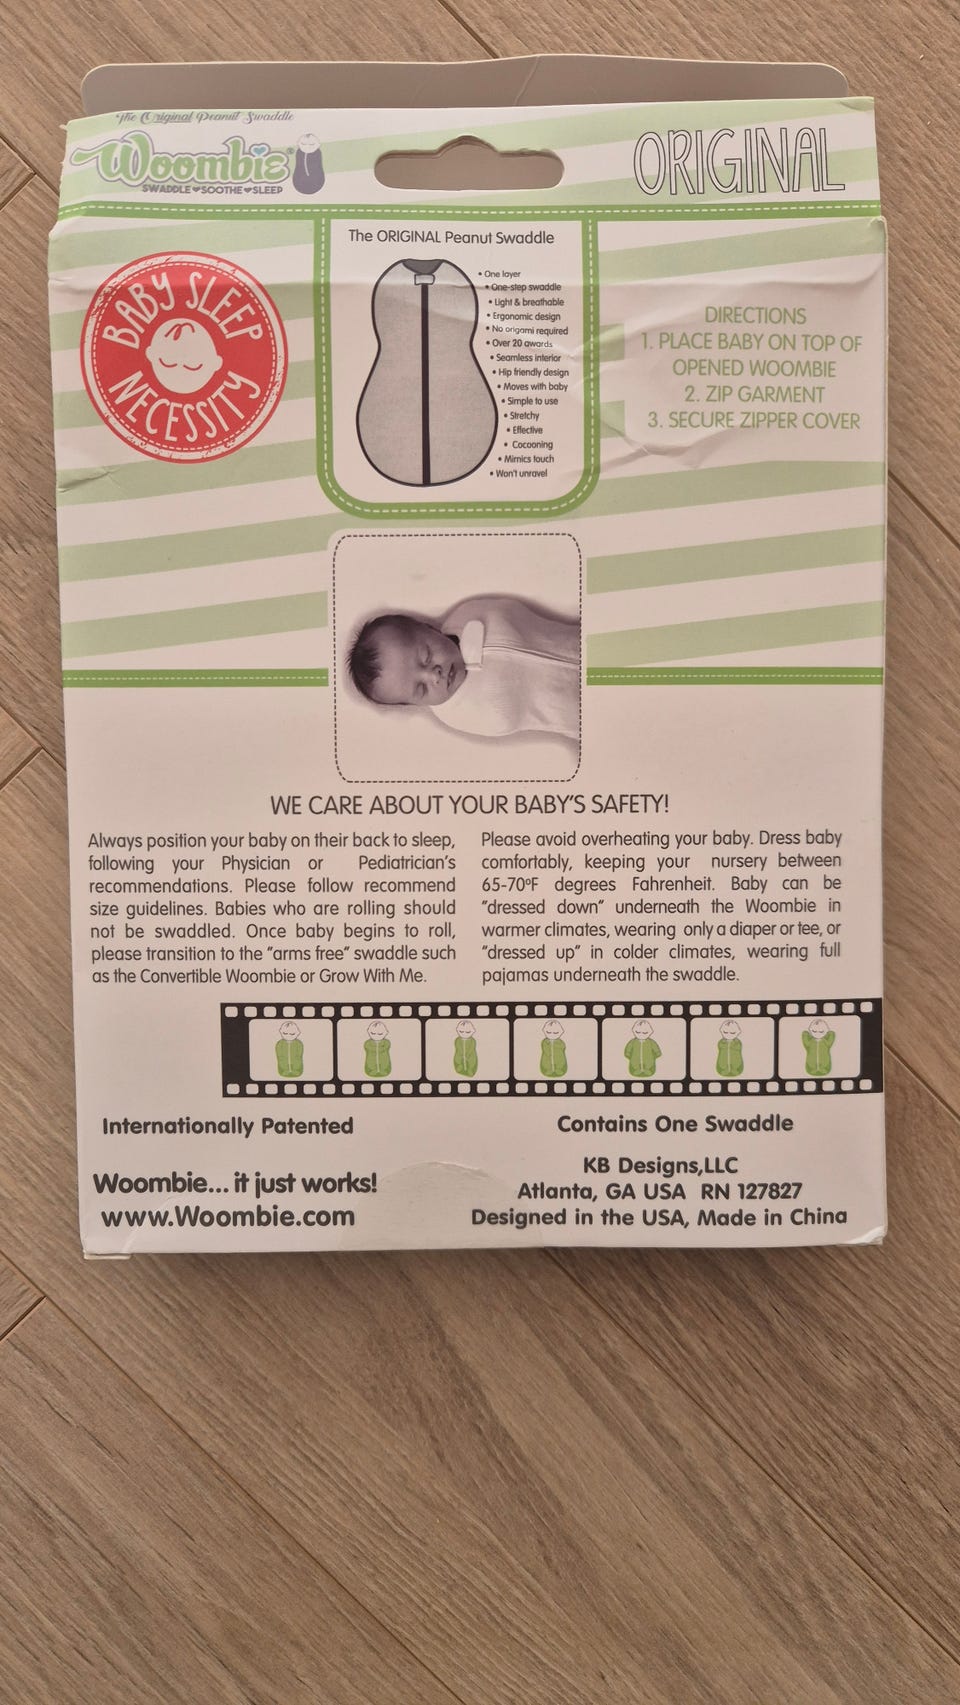 The Original Peanut Swaddle
Woombie®
SWADDLE♥SOOTHE♥SLEEP
ORIGINAL
BABY SLEEP
NECESSITY
The ORIGINAL Peanut Swaddle
• One layer
• One-step swaddle
• Light & breathable
• Ergonomic design
• No origami required
• Over 20 awards
• Seamless interior
• Hip friendly design
• Moves with baby
• Simple to use
• Stretchy
• Effective
• Cocooning
• Mimics touch
• Won't unravel
DIRECTIONS
1. PLACE BABY ON TOP OF
OPENED WOOMBIE
2. ZIP GARMENT
3. SECURE ZIPPER COVER
WE CARE ABOUT YOUR BABY'S SAFETY!
Always position your baby on their back to sleep,
following your Physician or Pediatrician's
recommendations. Please follow recommend
size guidelines. Babies who are rolling should
not be swaddled. Once baby begins to roll,
please transition to the "arms free" swaddle such
as the Convertible Woombie or Grow With Me.
Please avoid overheating your baby. Dress baby
comfortably, keeping your nursery between
65-70ºF degrees Fahrenheit. Baby can be
"dressed down" underneath the Woombie in
warmer climates, wearing only a diaper or tee, or
"dressed up" in colder climates, wearing full
pajamas underneath the swaddle.
Internationally Patented
Woombie... it just works!
www.Woombie.com
Contains One Swaddle
KB Designs,LLC
Atlanta, GA USA RN 127827
Designed in the USA, Made in China